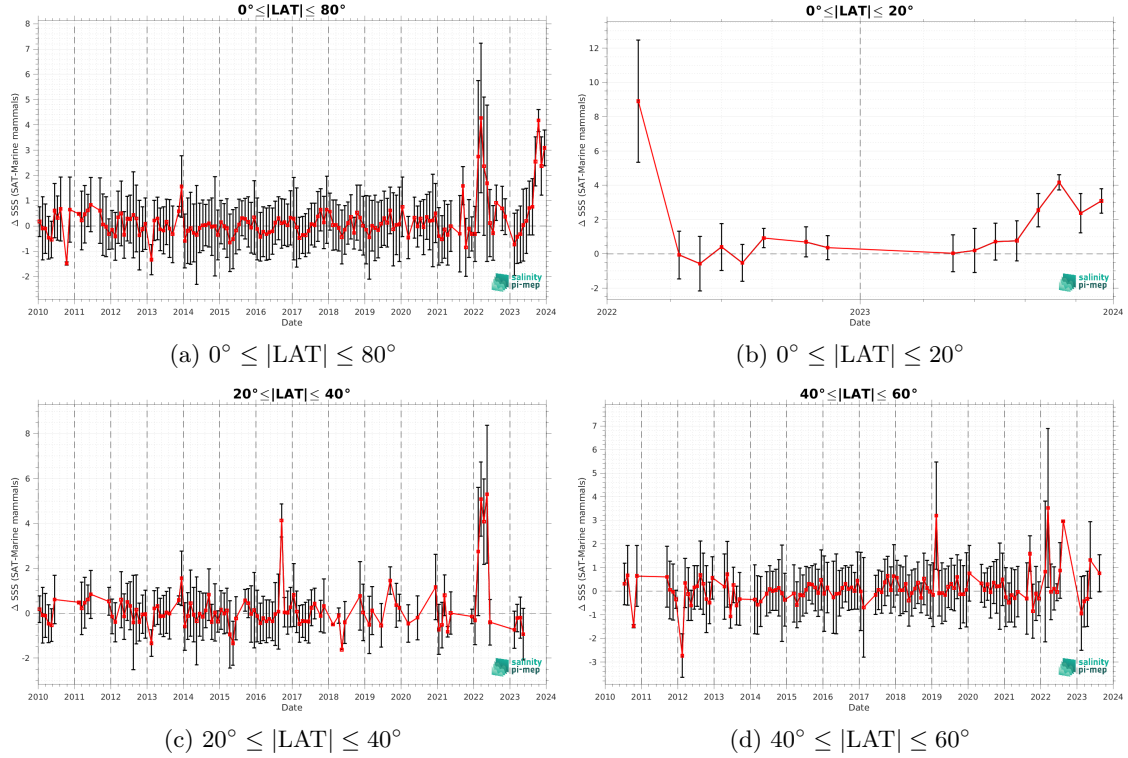 0°≤|LAT|≤ 80°
Δ SSS (SAT-Marine mammals)
8
7
6
5
4
3
2
1
0
-1
-2
2010 2011 2012 2013 2014 2015 2016 2017 2018 2019 2020 2021 2022 2023 2024
Date
salinity
pi-mep
(a) 0° ≤ |LAT| ≤ 80°
0°≤|LAT|≤ 20°
Δ SSS (SAT-Marine mammals)
12
10
8
6
4
2
0
-2
2022 2023 2024
Date
salinity
pi-mep
(b) 0° ≤ |LAT| ≤ 20°
20°≤|LAT|≤ 40°
Δ SSS (SAT-Marine mammals)
8
6
4
2
0
-2
2010 2011 2012 2013 2014 2015 2016 2017 2018 2019 2020 2021 2022 2023 2024
Date
salinity
pi-mep
(c) 20° ≤ |LAT| ≤ 40°
40°≤|LAT|≤ 60°
Δ SSS (SAT-Marine mammals)
7
6
5
4
3
2
1
0
-1
-2
-3
2010 2011 2012 2013 2014 2015 2016 2017 2018 2019 2020 2021 2022 2023 2024
Date
salinity
pi-mep
(d) 40° ≤ |LAT| ≤ 60°